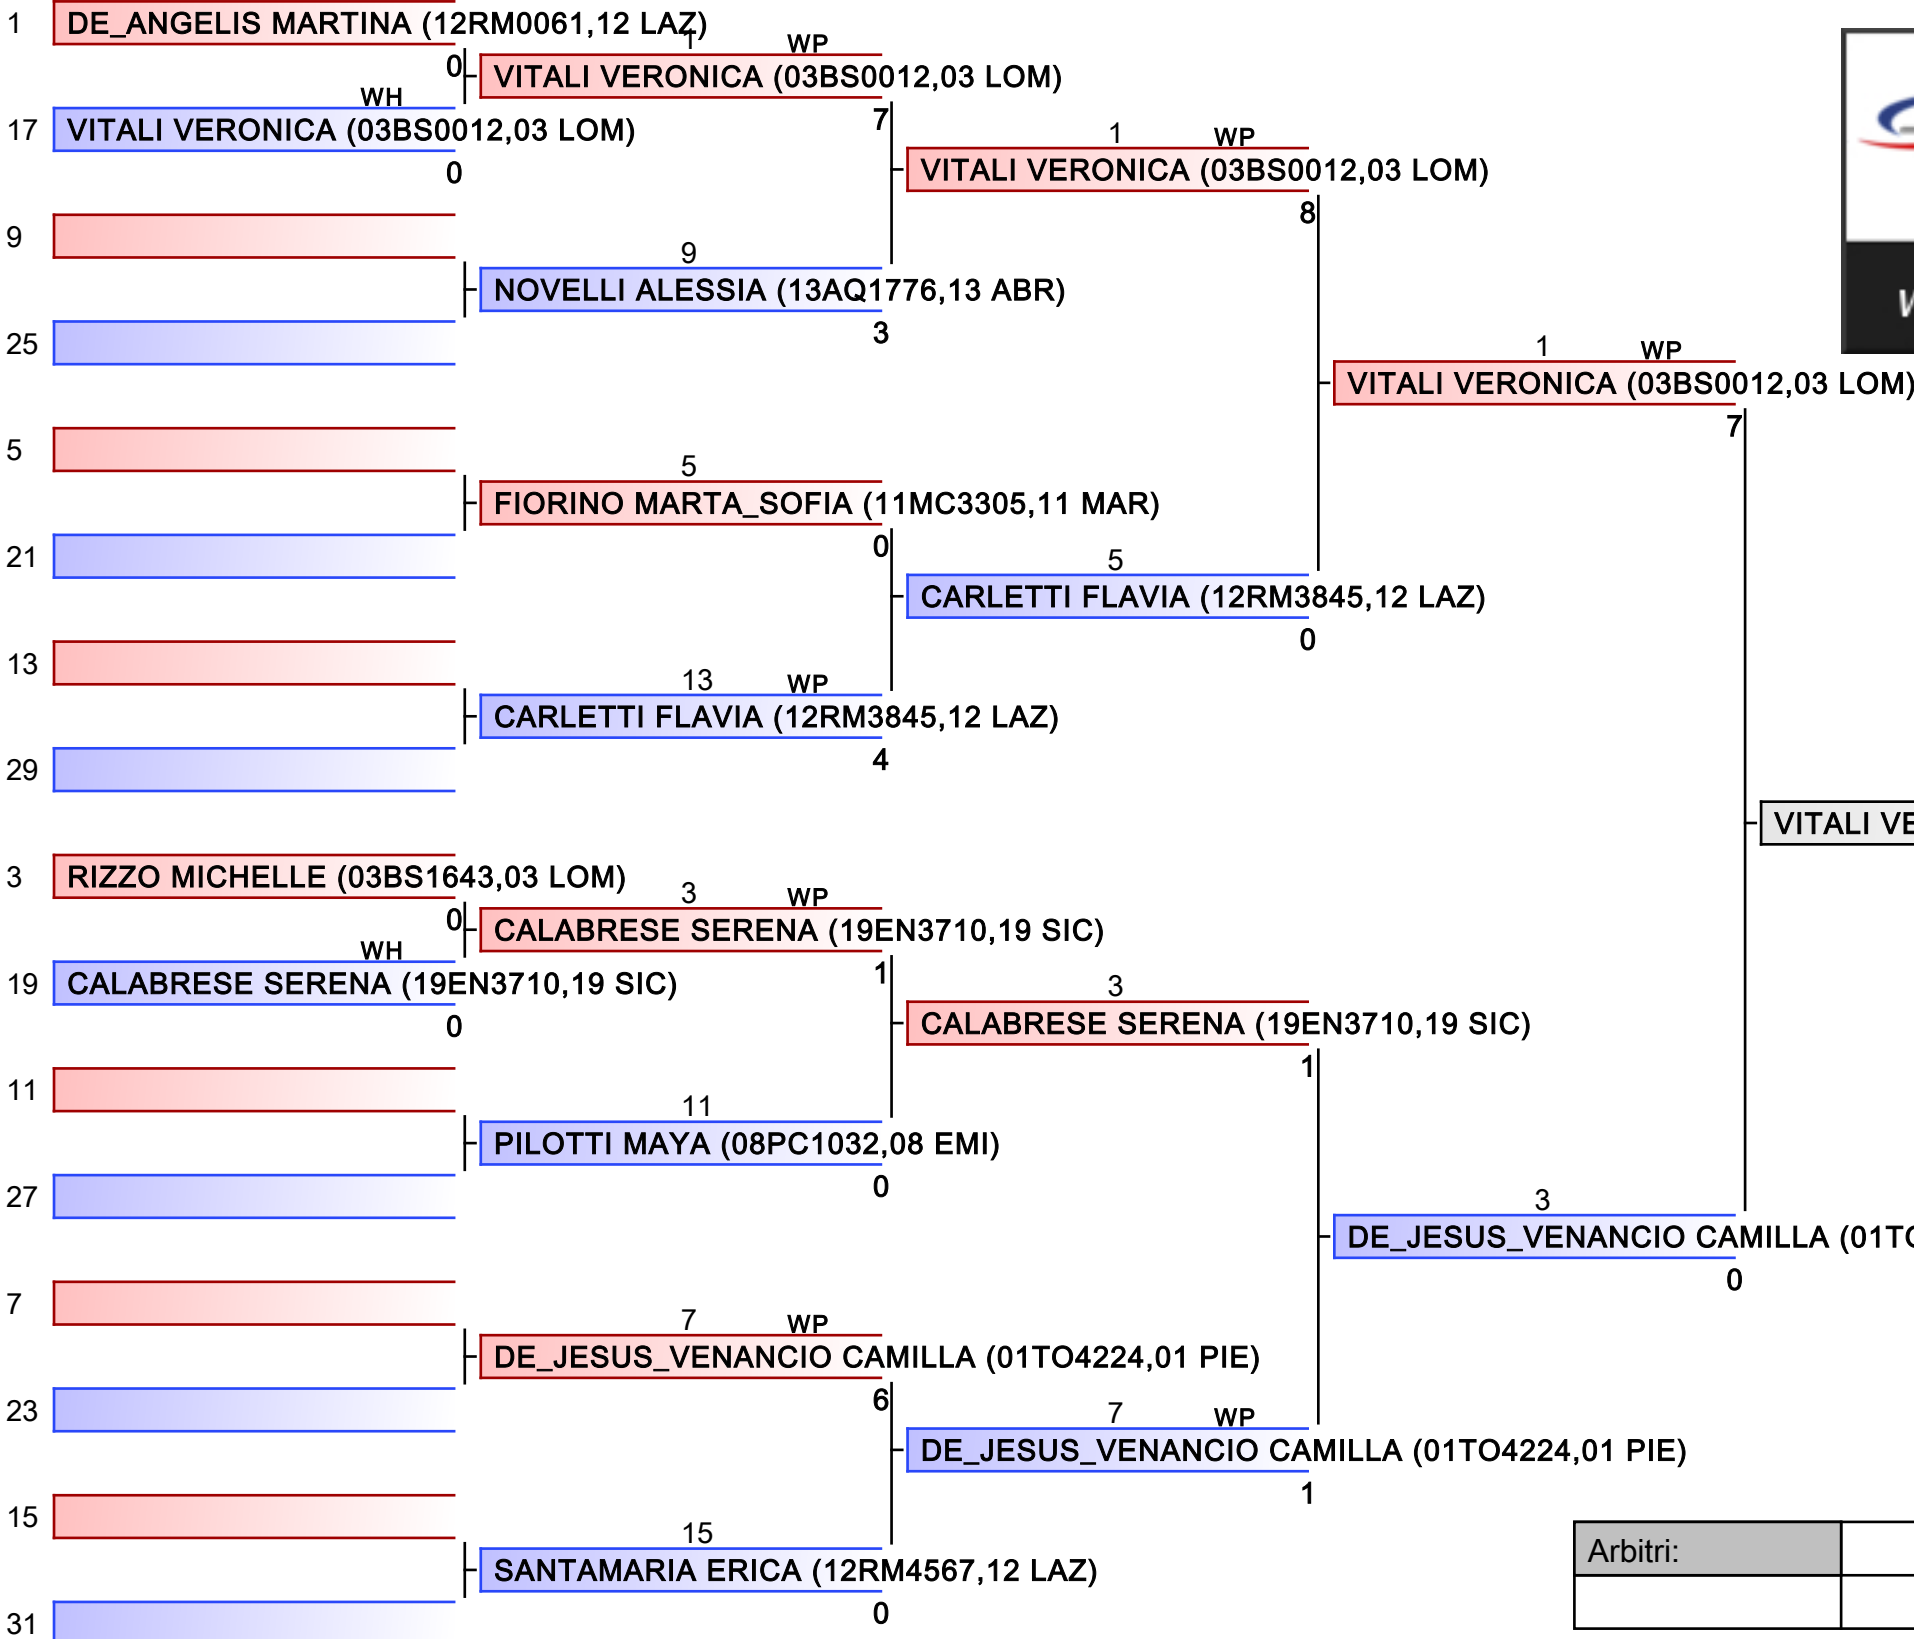 1 DE_ANGELIS MARTINA (12RM0061,12 LAZ)
0
1 WP
VITALI VERONICA (03BS0012,03 LOM)
7
WH
17 VITALI VERONICA (03BS0012,03 LOM)
0
1 WP
VITALI VERONICA (03BS0012,03 LOM)
8
9
9
NOVELLI ALESSIA (13AQ1776,13 ABR)
3
25
1 WP
VITALI VERONICA (03BS0012,03 LOM)
7
5
5
FIORINO MARTA_SOFIA (11MC3305,11 MAR)
0
21
5
CARLETTI FLAVIA (12RM3845,12 LAZ)
0
13
13 WP
CARLETTI FLAVIA (12RM3845,12 LAZ)
4
29
VITALI VE
3 RIZZO MICHELLE (03BS1643,03 LOM)
0
3 WP
CALABRESE SERENA (19EN3710,19 SIC)
1
WH
19 CALABRESE SERENA (19EN3710,19 SIC)
0
3
CALABRESE SERENA (19EN3710,19 SIC)
1
11
11
PILOTTI MAYA (08PC1032,08 EMI)
0
27
3
DE_JESUS_VENANCIO CAMILLA (01TO
0
7
7 WP
DE_JESUS_VENANCIO CAMILLA (01TO4224,01 PIE)
6
23
7 WP
DE_JESUS_VENANCIO CAMILLA (01TO4224,01 PIE)
1
15
15
SANTAMARIA ERICA (12RM4567,12 LAZ)
0
31
Arbitri: